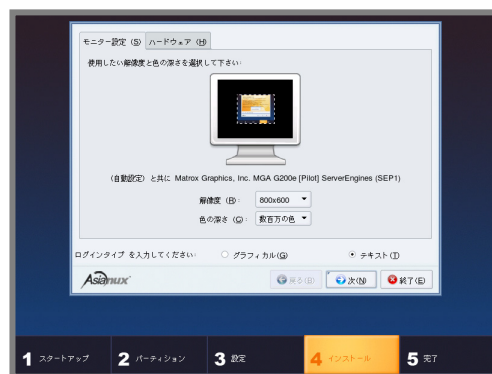 モニター設定 (S) ハードウェア (H)
使用したい解像度と色の深さを選択して下さい:
(自動設定) と共に Matrox Graphics, Inc. MGA G200e [Pilot] ServerEngines (SEP1)
解像度 (R): 800x600
色の深さ (C): 数百万の色
ログインタイプ を入力してください: グラフィカル(G) テキスト(T)
Asianux
戻る(B) 次(N) 終了(E)
1 スタートアップ 2 パーティション 3 設定 4 インストール 5 完了